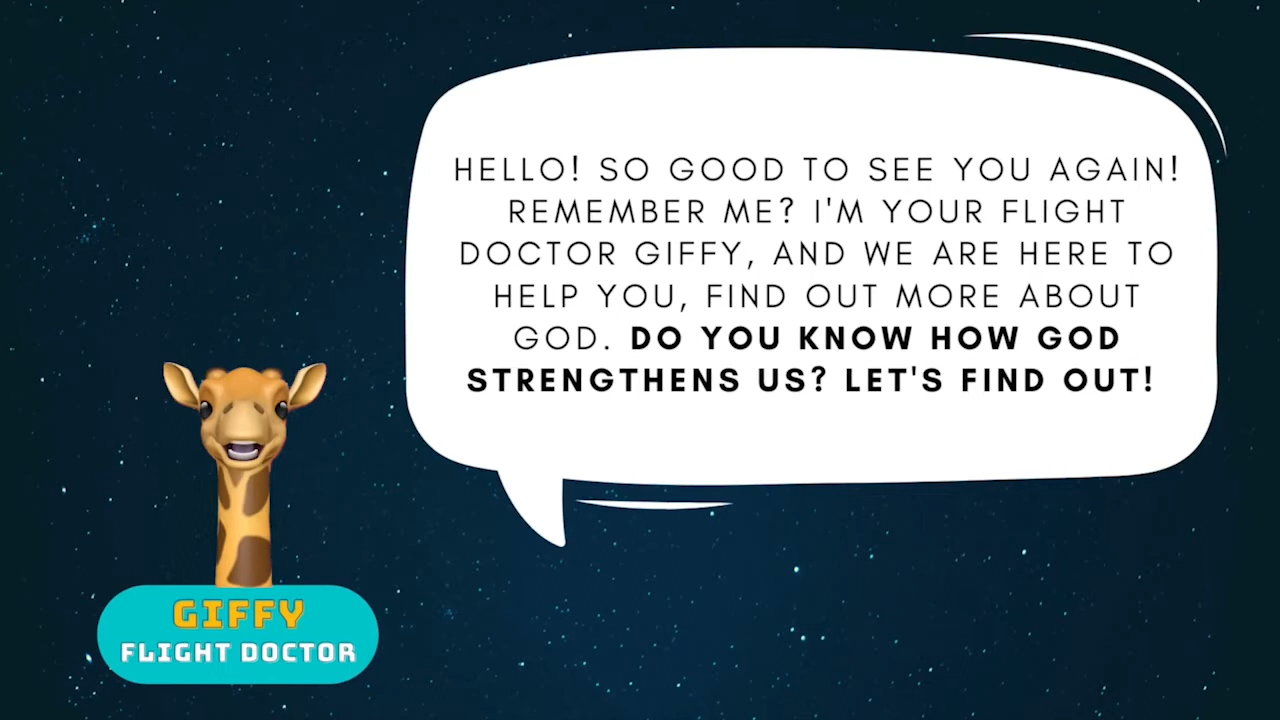 HELLO! SO GOOD TO SEE YOU AGAIN!
REMEMBER ME? I'M YOUR FLIGHT
DOCTOR GIFFY, AND WE ARE HERE TO
HELP YOU, FIND OUT MORE ABOUT
GOD. DO YOU KNOW HOW GOD
STRENGTHENS US? LET'S FIND OUT!
GIFFY
FLIGHT DOCTOR